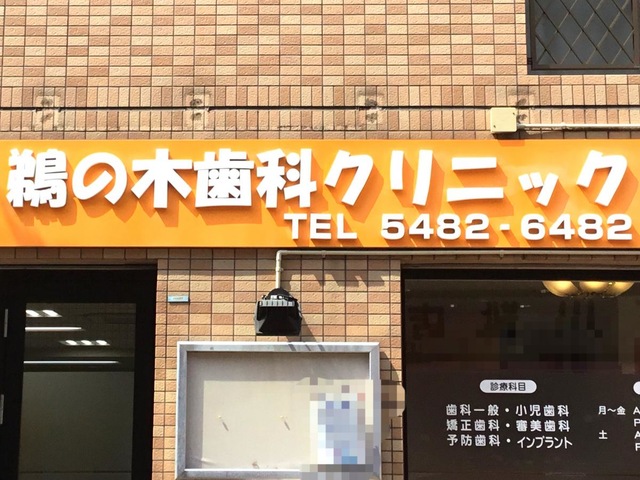 鵜の木歯科クリニック
TEL 5482-6482
診療科目
歯科一般・小児歯科
矯正歯科・審美歯科
予防歯科・インプラント
月～金 A
P
土 A
P